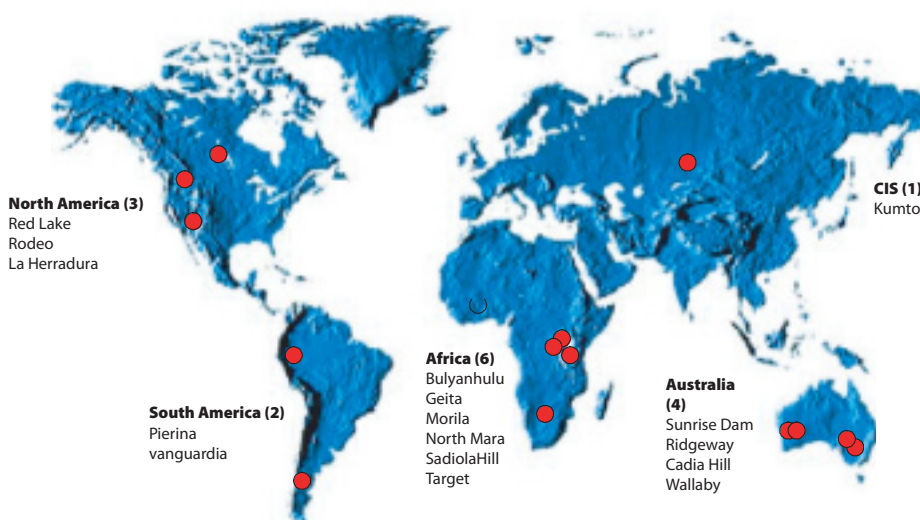 North America (3)
Red Lake
Rodeo
La Herradura
South America (2)
Pierina
vanguardia
Africa (6)
Bulyanhulu
Geita
Morila
North Mara
SadiolaHill
Target
Australia
(4)
Sunrise Dam
Ridgeway
Cadia Hill
Wallaby
CIS (1)
Kumto